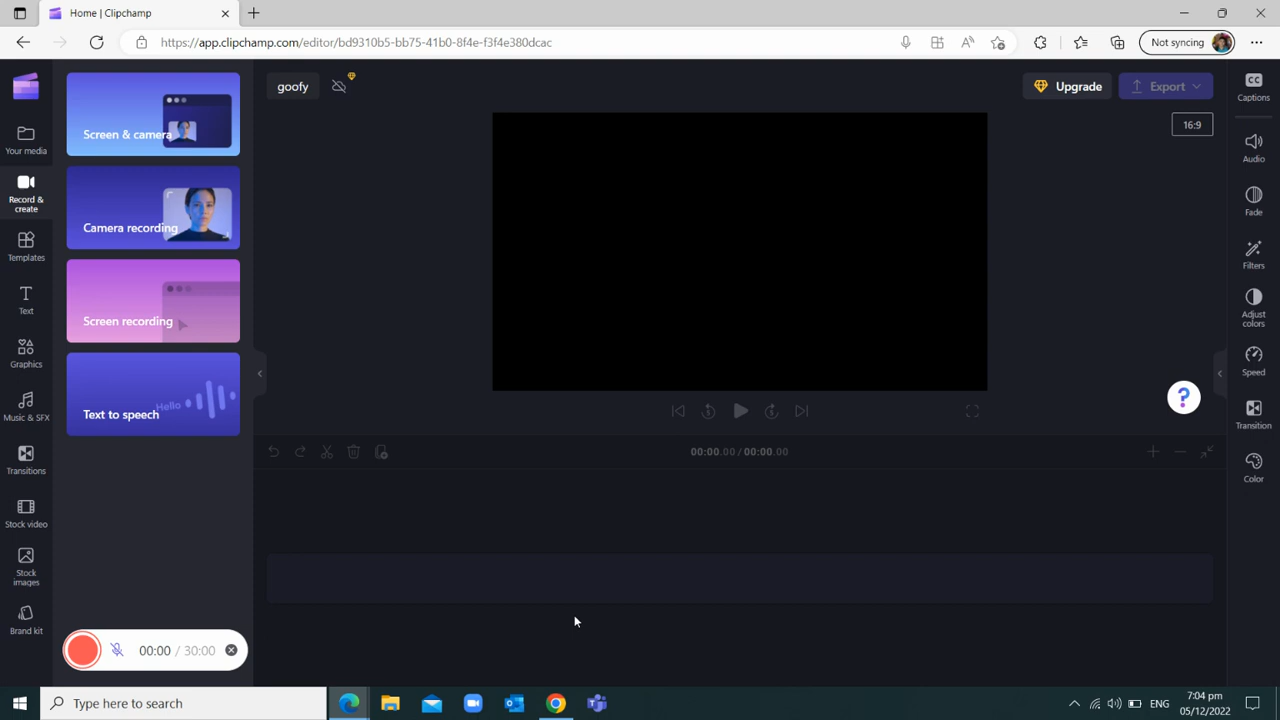 Home | Clipchamp
https://app.clipchamp.com/editor/bd9310b5-bb75-41b0-8f4e-f3f4e380dcac
Not syncing
Your media
Record &
create
Templates
Text
Graphics
Music & SFX
Transitions
Stock video
Stock
images
Brand kit
Screen & camera
Camera recording
Screen recording
Hello
Text to speech
00:00 / 30:00
goofy
Upgrade
Export
16:9
5
5
?
00:00.00 / 00:00.00
CC
Captions
Audio
Fade
Filters
Adjust
colors
Speed
Transition
Color
Type here to search
ENG
7:04 pm
05/12/2022